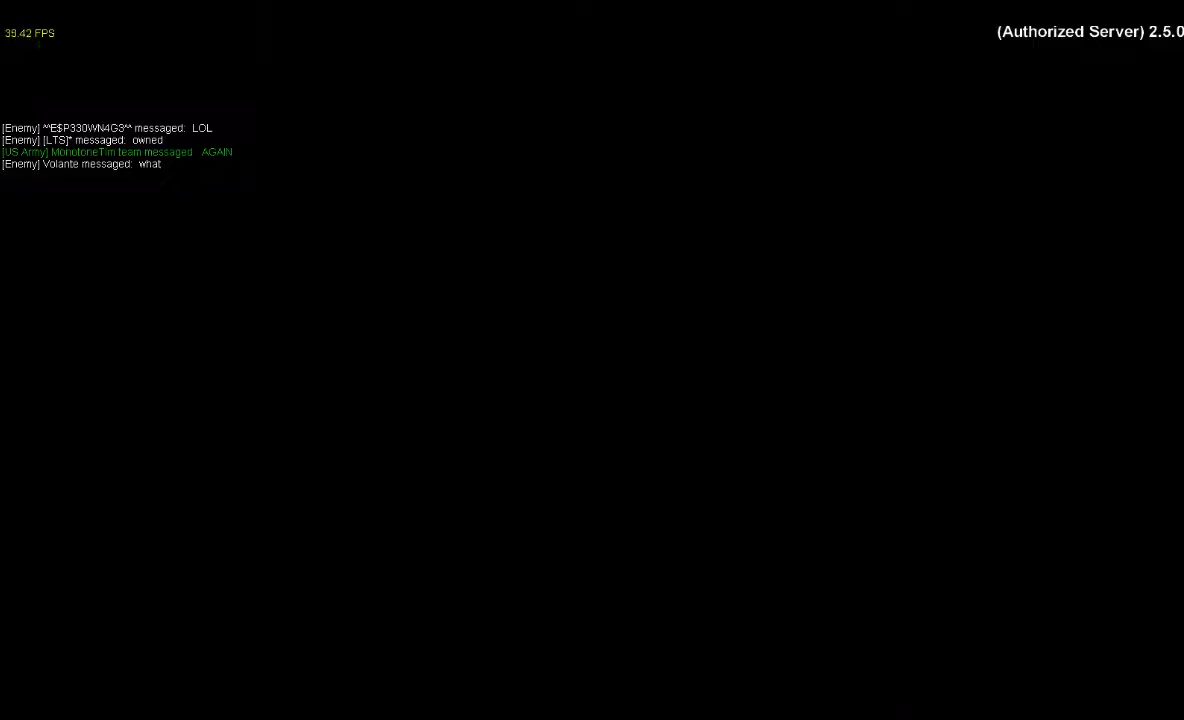 39.42 FPS
(Authorized Server) 2.5.0
[Enemy] ^^E$P330WN4G3^^ messaged: LOL
[Enemy] [LTS]* messaged: owned
[US Army] MonotoneTim team messaged AGAIN
[Enemy] Volante messaged: what